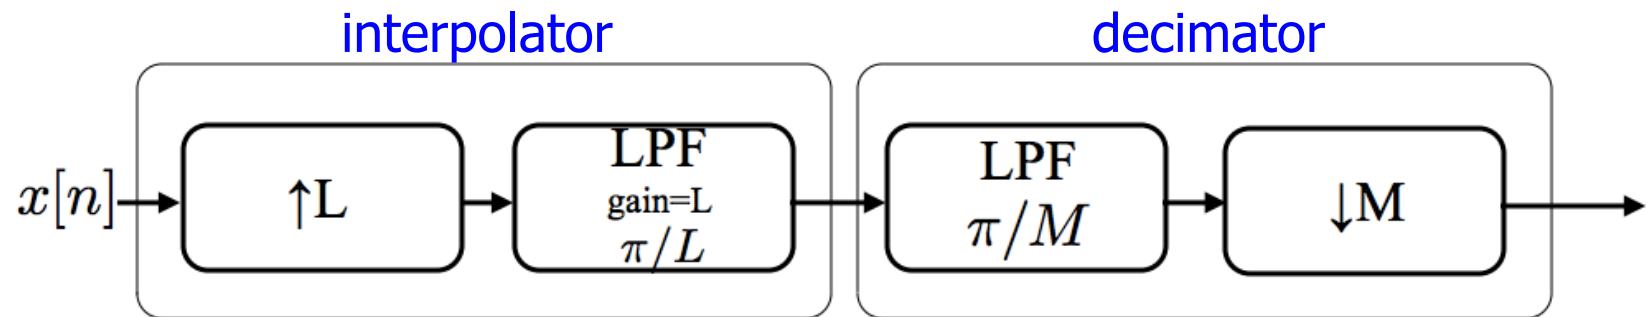 interpolator
decimator
x[n]
↑L
LPF
gain=L
π/L
LPF
π/M
↓M